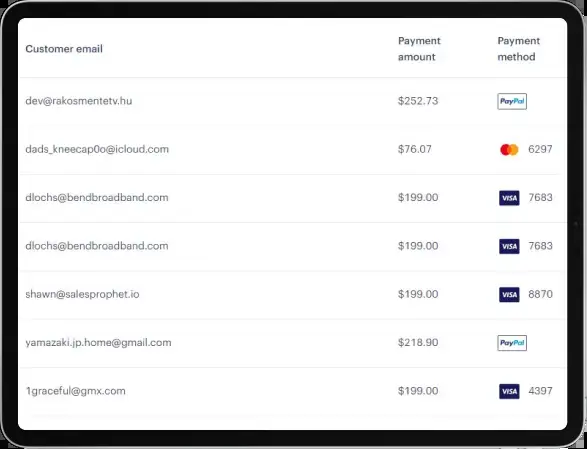 Customer email Payment amount Payment method
dev@rakosmentetv.hu $252.73 PayPal
dads_kneecap0o@icloud.com $76.07 6297
dlochs@bendbroadband.com $199.00 VISA 7683
dlochs@bendbroadband.com $199.00 VISA 7683
shawn@salesprophet.io $199.00 VISA 8870
yamazaki.jp.home@gmail.com $218.90 PayPal
1graceful@gmx.com $199.00 VISA 4397